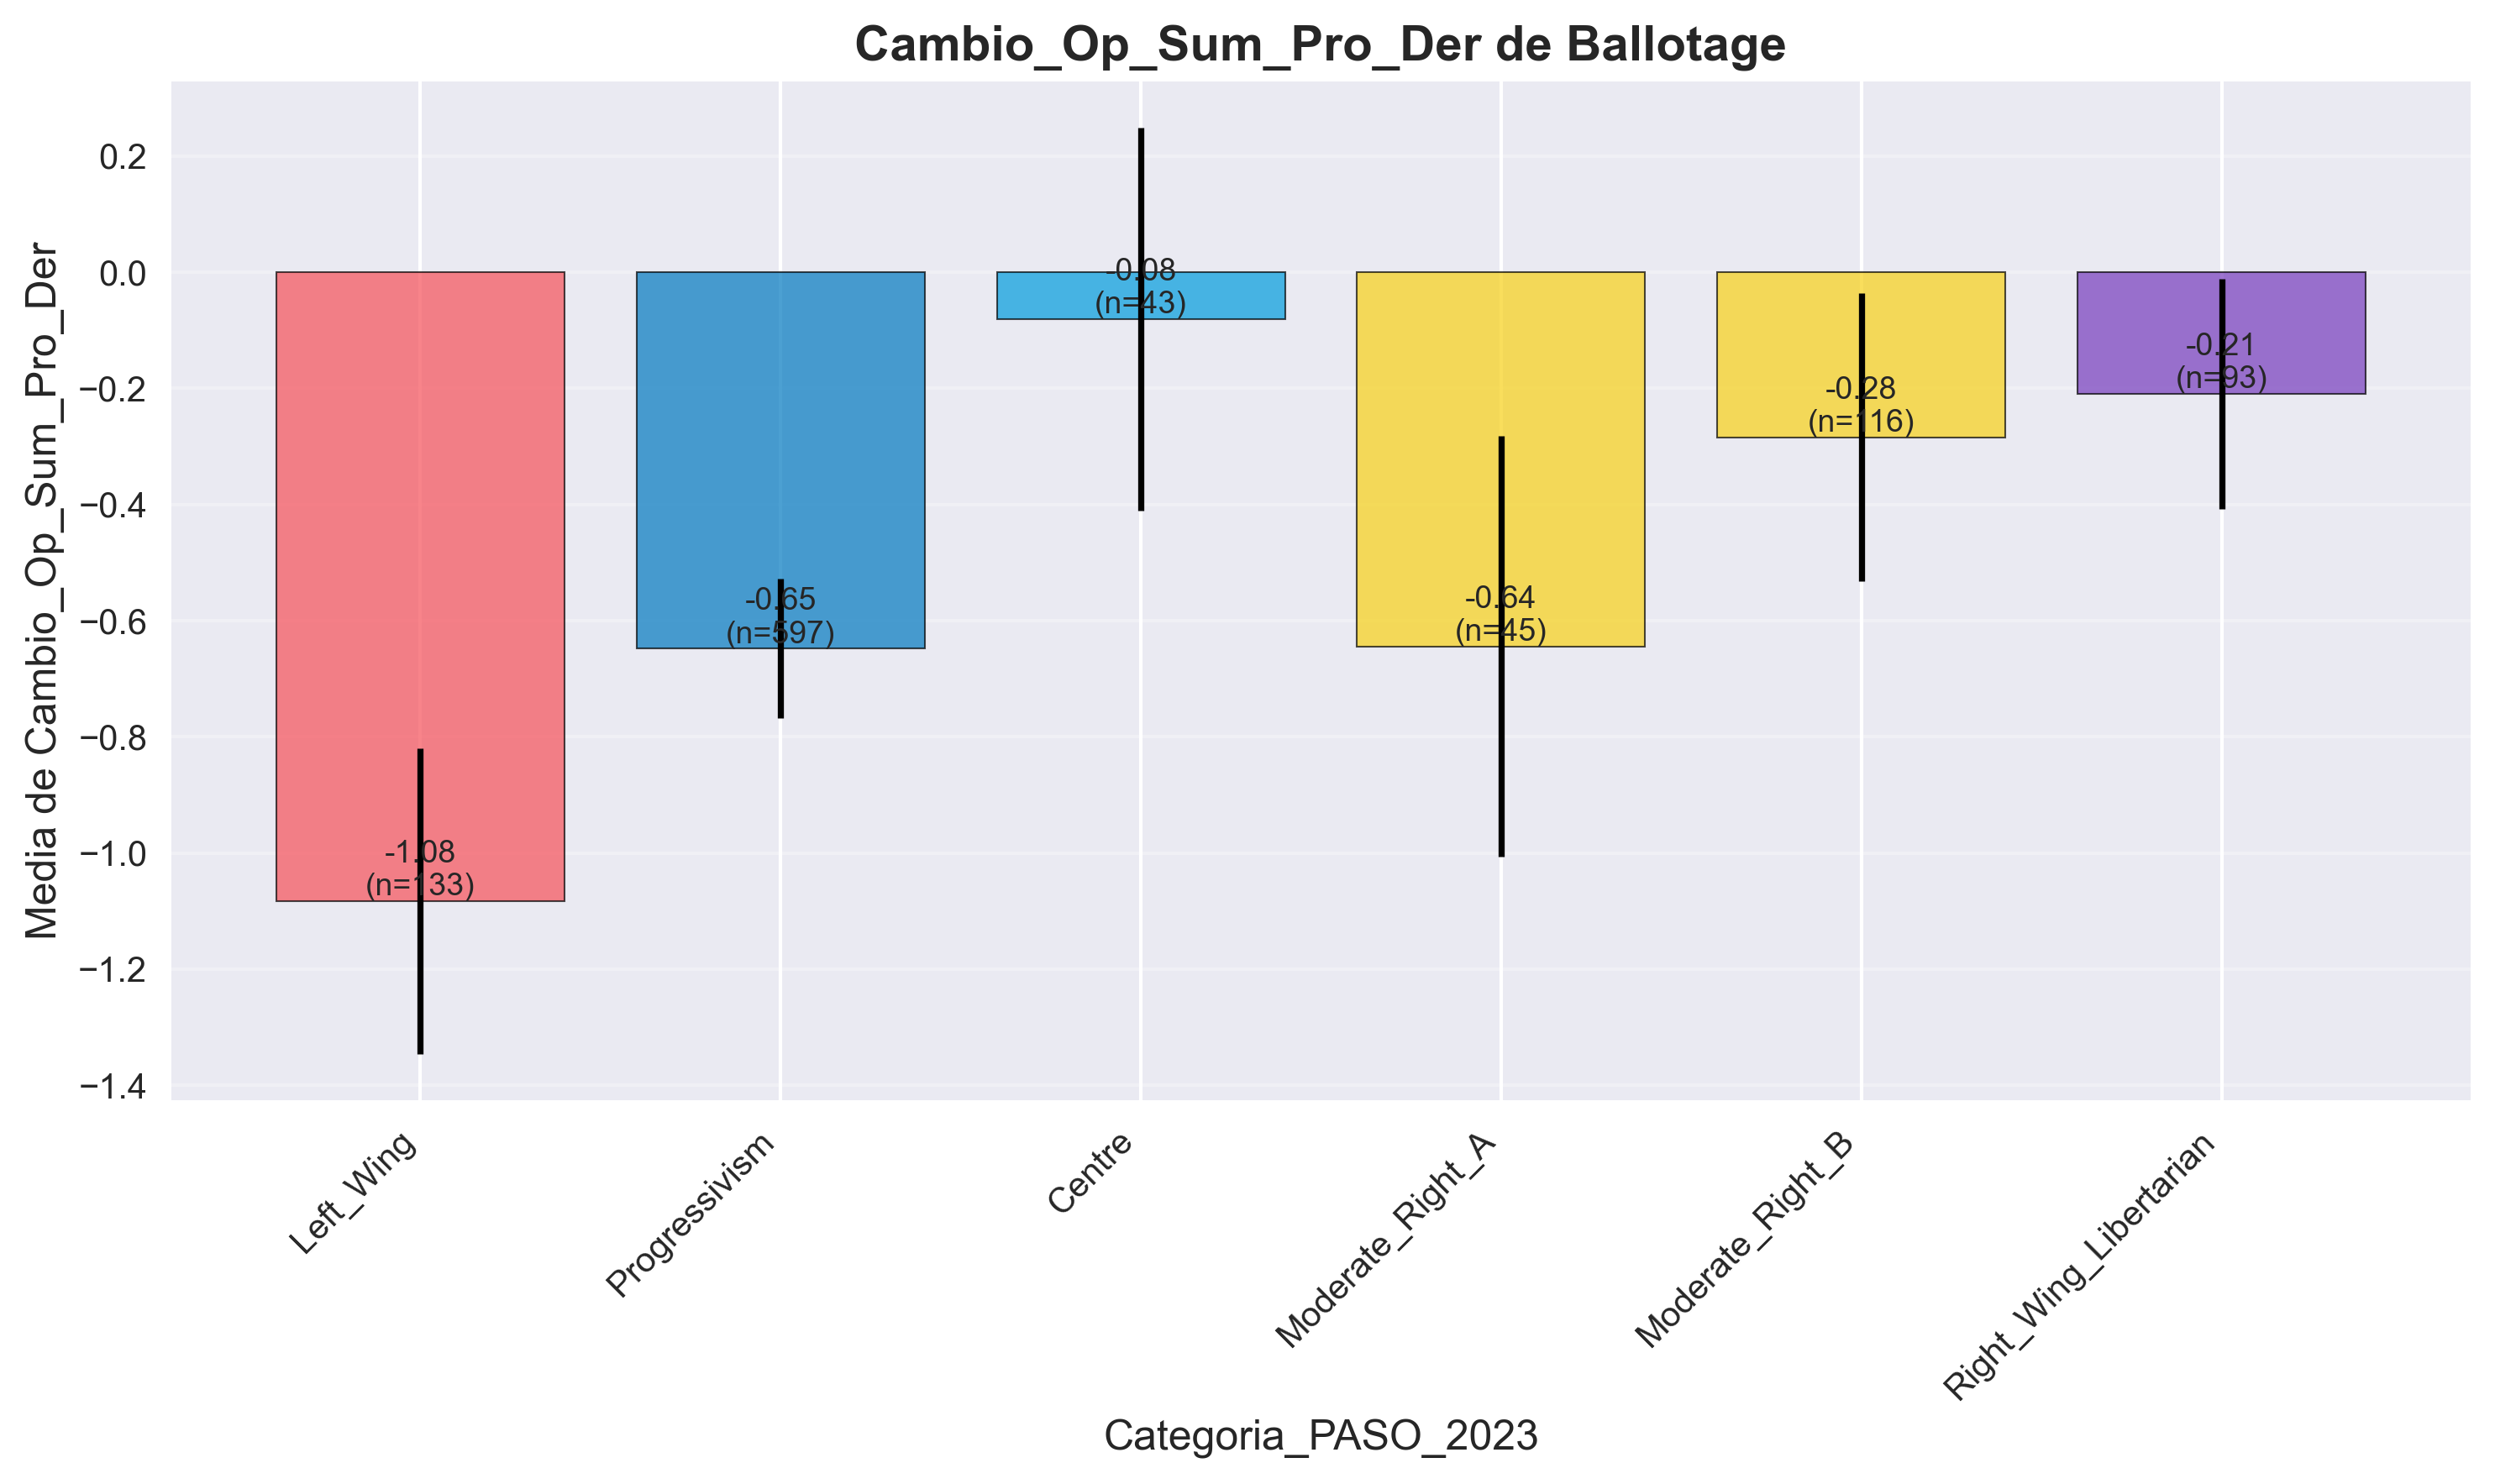 Cambio_Op_Sum_Pro_Der de Ballotage
Media de Cambio_Op_Sum_Pro_Der
0.2
0.0
−0.2
−0.4
−0.6
−0.8
−1.0
−1.2
−1.4
-1.08
(n=133)
-0.65
(n=597)
-0.08
(n=43)
-0.64
(n=45)
-0.28
(n=116)
-0.21
(n=93)
Left_Wing
Progressivism
Centre
Moderate_Right_A
Moderate_Right_B
Right_Wing_Libertarian
Categoria_PASO_2023